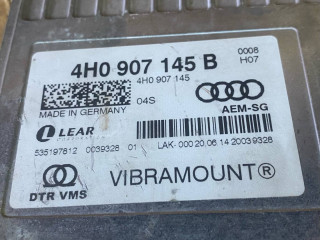 4H0 907 145 B
0008
H07
4H0 907 145
04S
MADE IN GERMANY
AEM-SG
LEAR
535197812 0039328 01
LAK-000 20.06.14 20039328
DTR VMS
VIBRAMOUNT®